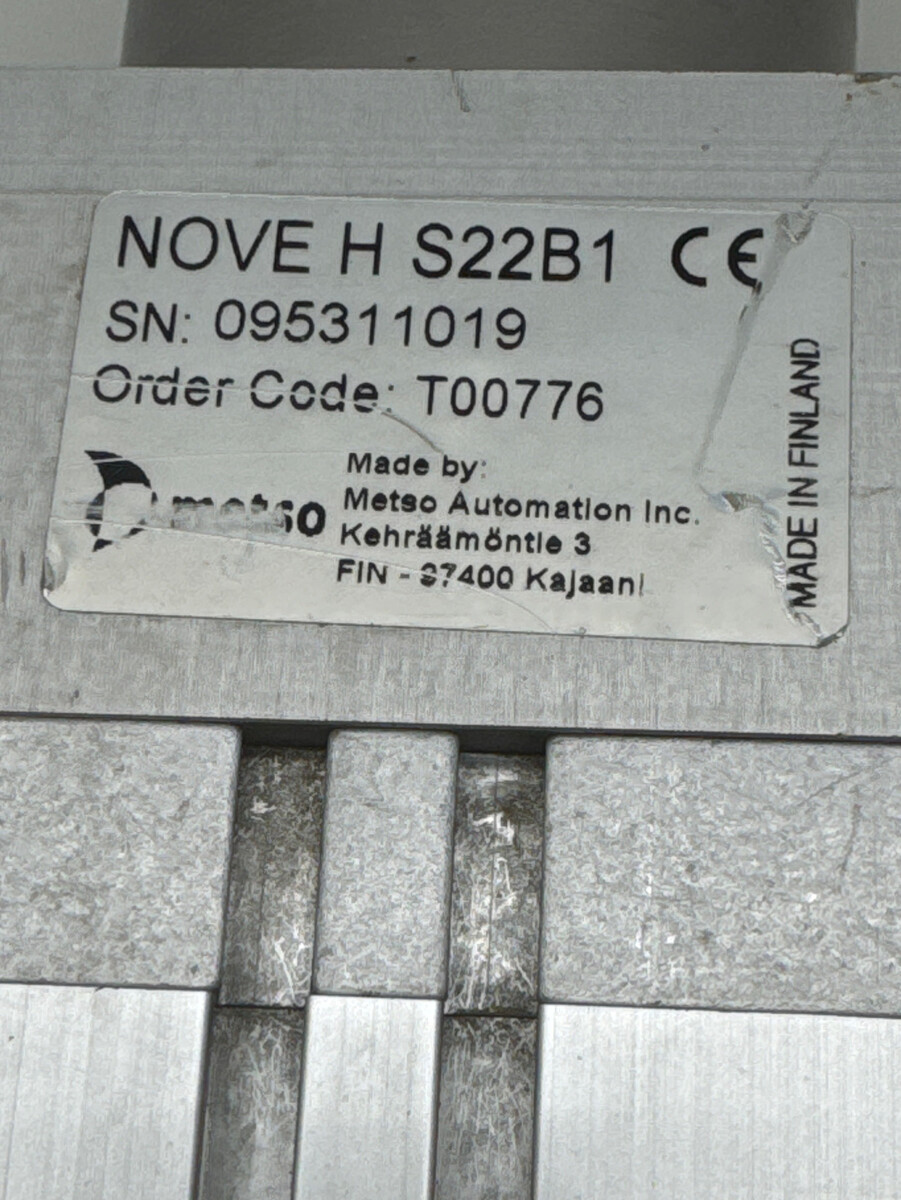 NOVE H S22B1 CE
SN: 095311019
Order Code: T00776
metso
Made by:
Metso Automation Inc.
Kehräämöntie 3
FIN - 87400 Kajaani
MADE IN FINLAND